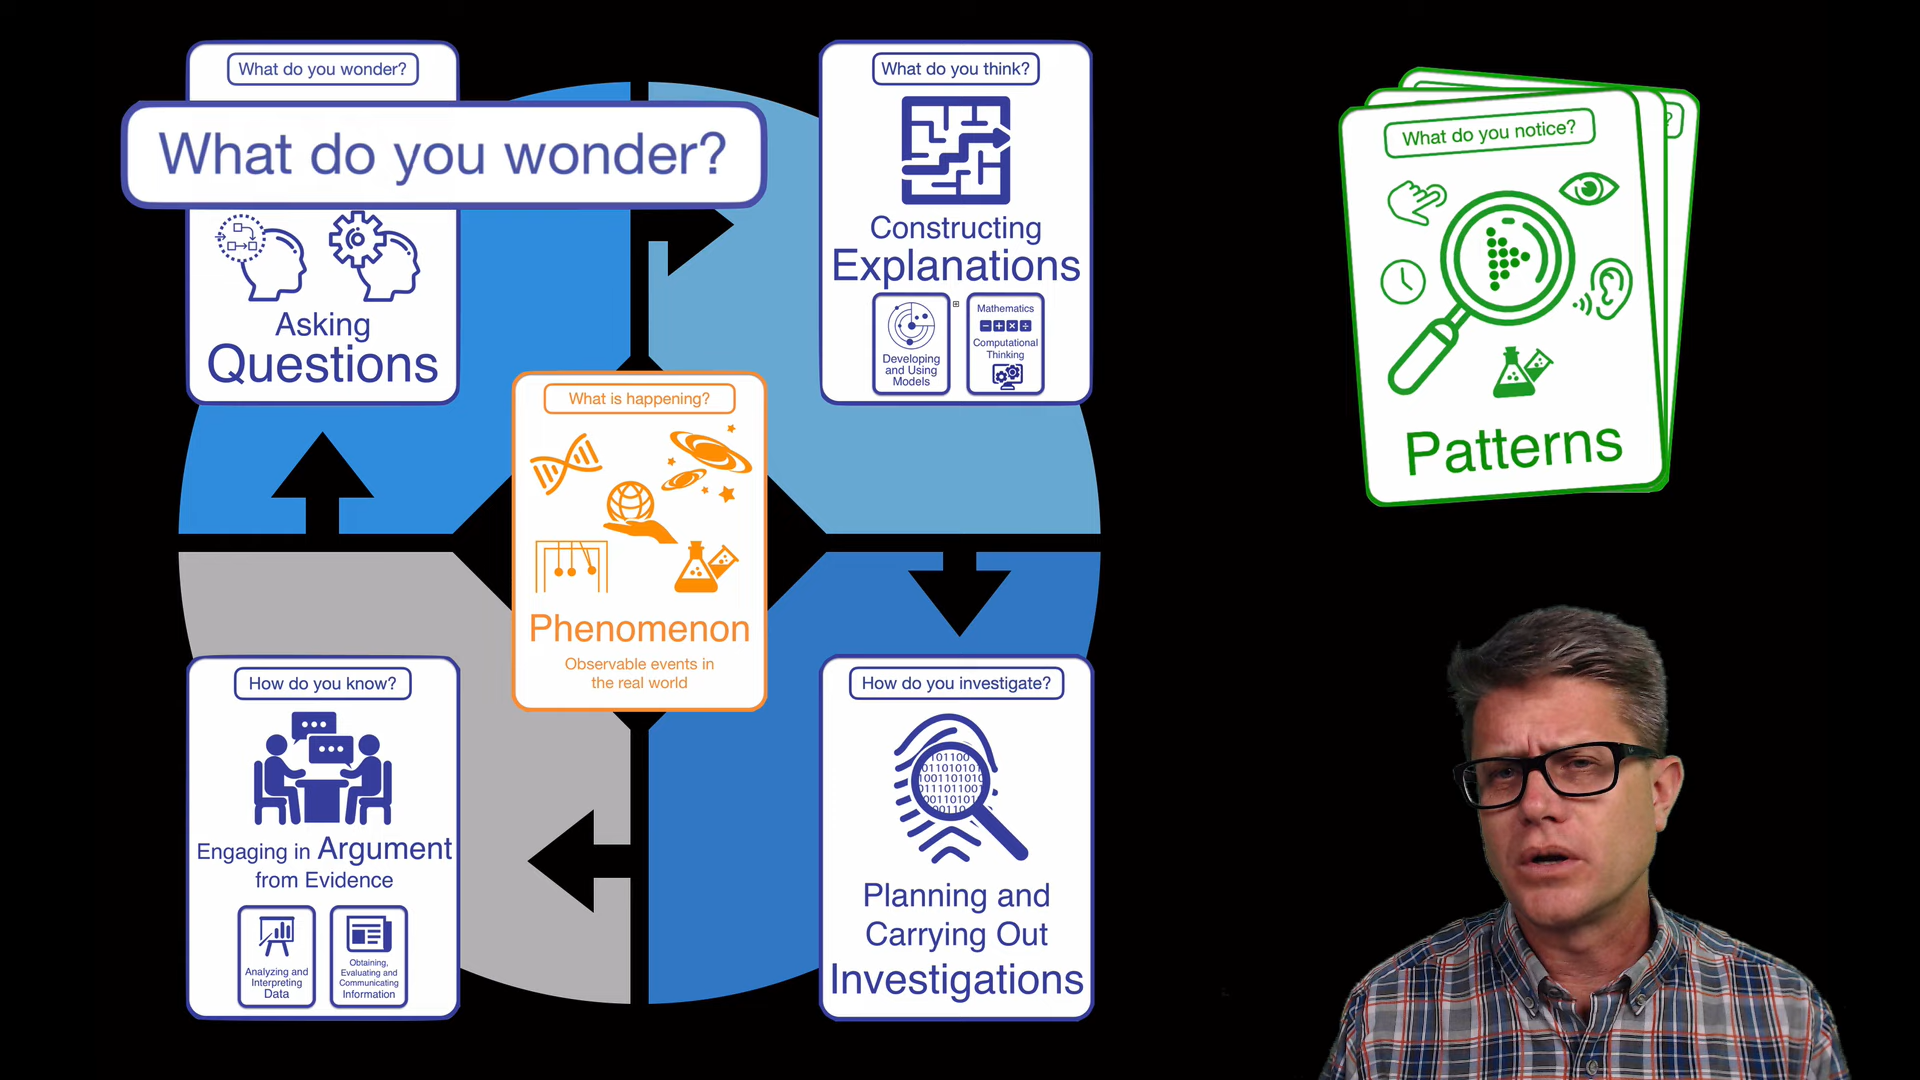 What do you wonder?
What do you wonder?
Asking
Questions
What do you think?
Constructing
Explanations
Developing
and Using
Models
Mathematics
Computational
Thinking
What is happening?
Phenomenon
Observable events in
the real world
How do you know?
Engaging in Argument
from Evidence
Analyzing and
Interpreting
Data
Obtaining,
Evaluating and
Communicating
Information
How do you investigate?
Planning and
Carrying Out
Investigations
What do you notice?
Patterns